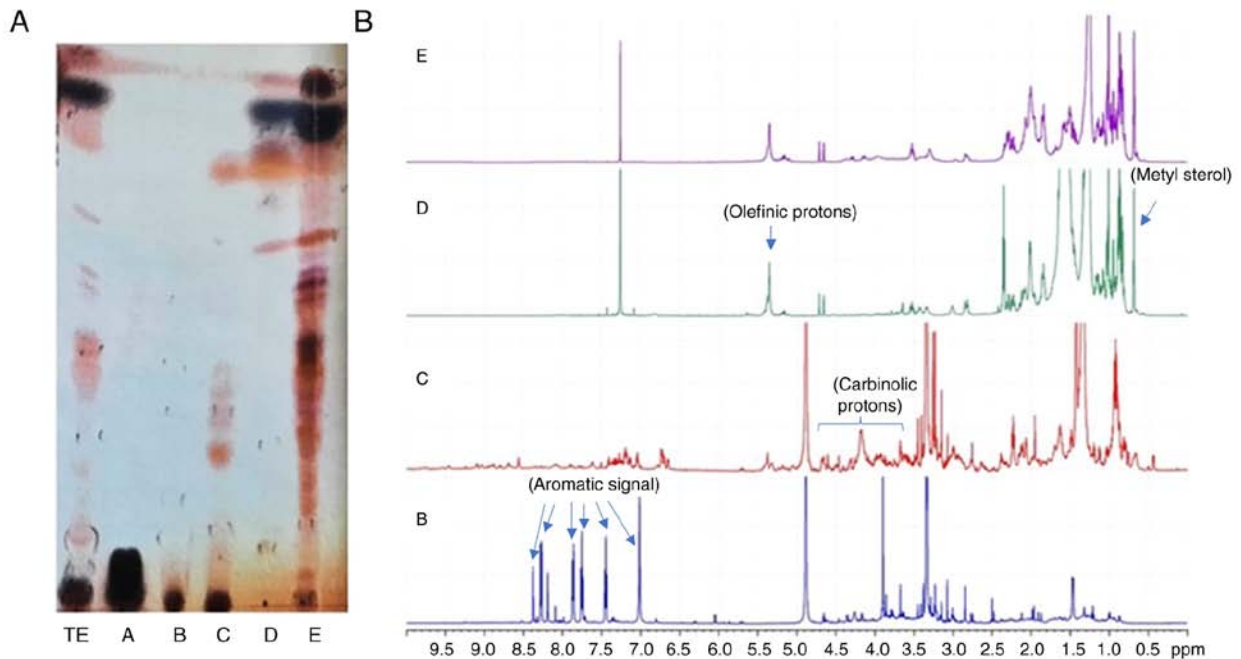 A
TE A B C D E
B
E
D
(Olefinic protons)
(Metyl sterol)
C
(Carbinolic
protons)
B
(Aromatic signal)
9.5 9.0 8.5 8.0 7.5 7.0 6.5 6.0 5.5 5.0 4.5 4.0 3.5 3.0 2.5 2.0 1.5 1.0 0.5 ppm